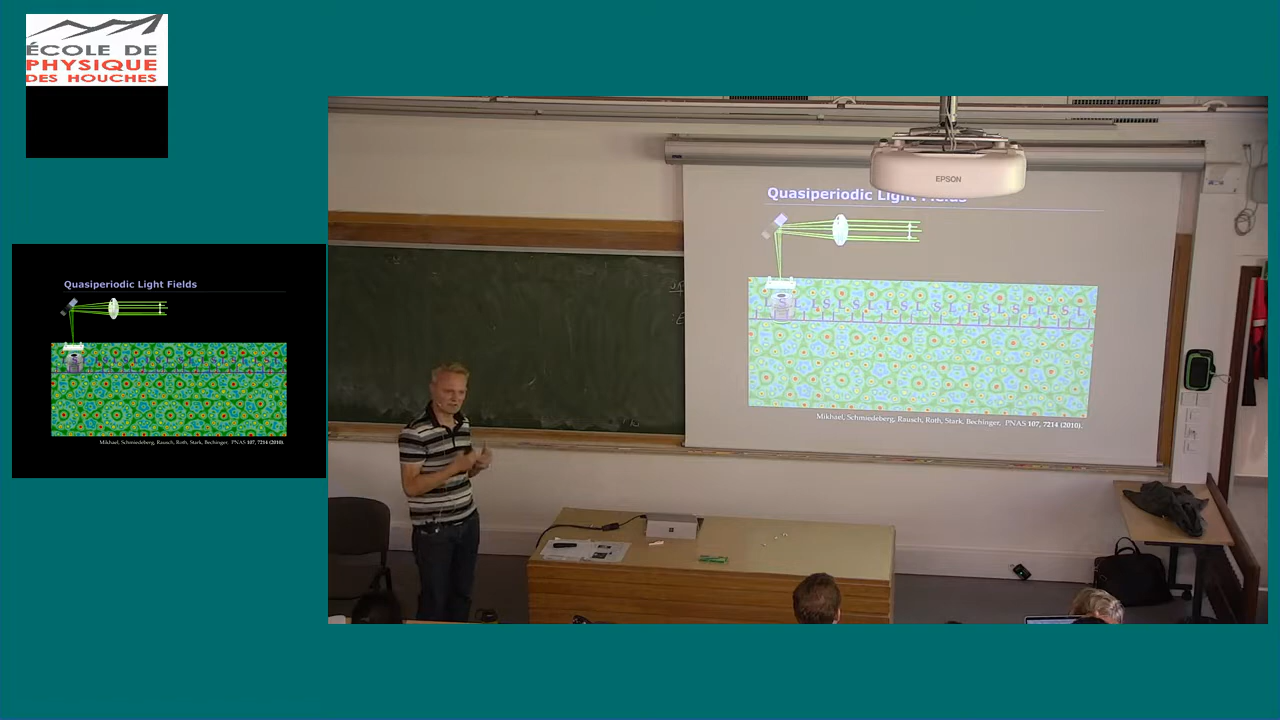 ÉCOLE DE
PHYSIQUE
DES HOUCHES
Quasiperiodic Light Fields
Mikhael, Schmiedeberg, Rausch, Roth, Stark, Bechinger. PNAS 107, 7214 (2010).
EPSON
Quasiperiodic Light Fields
L S L S L S L S L S L S L S L
Mikhael, Schmiedeberg, Rausch, Roth, Stark, Bechinger, PNAS 107, 7214 (2010).